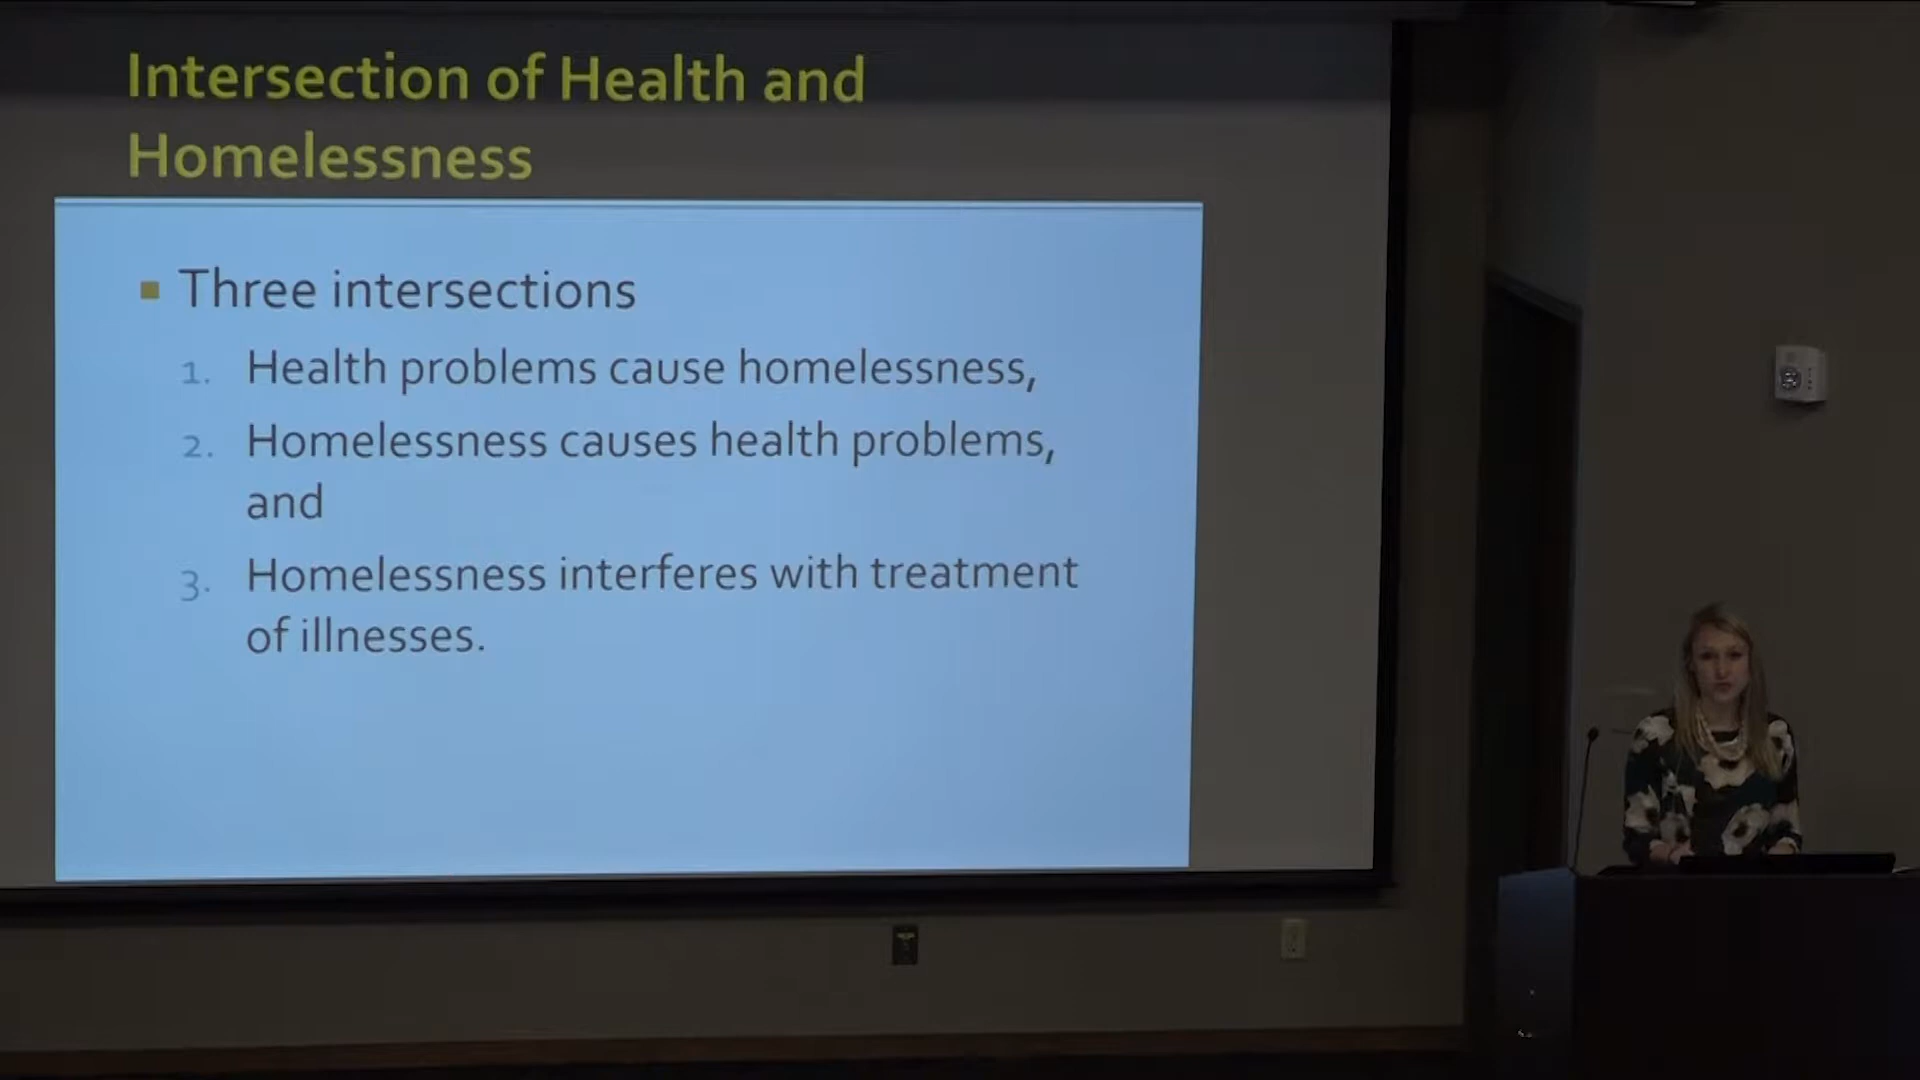 Intersection of Health and
Homelessness
Three intersections
1. Health problems cause homelessness,
2. Homelessness causes health problems,
and
3. Homelessness interferes with treatment
of illnesses.